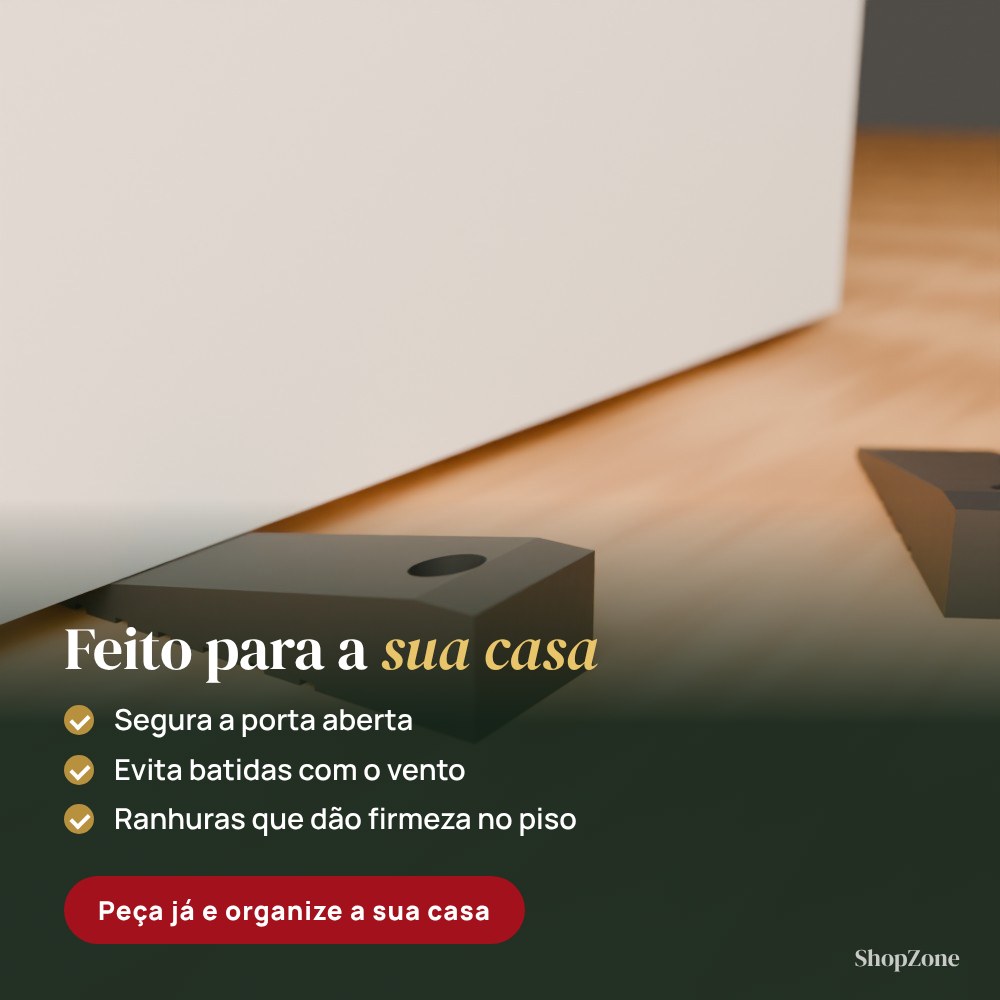 Feito para a sua casa
Segura a porta aberta
Evita batidas com o vento
Ranhuras que dão firmeza no piso
Peça já e organize a sua casa
ShopZone